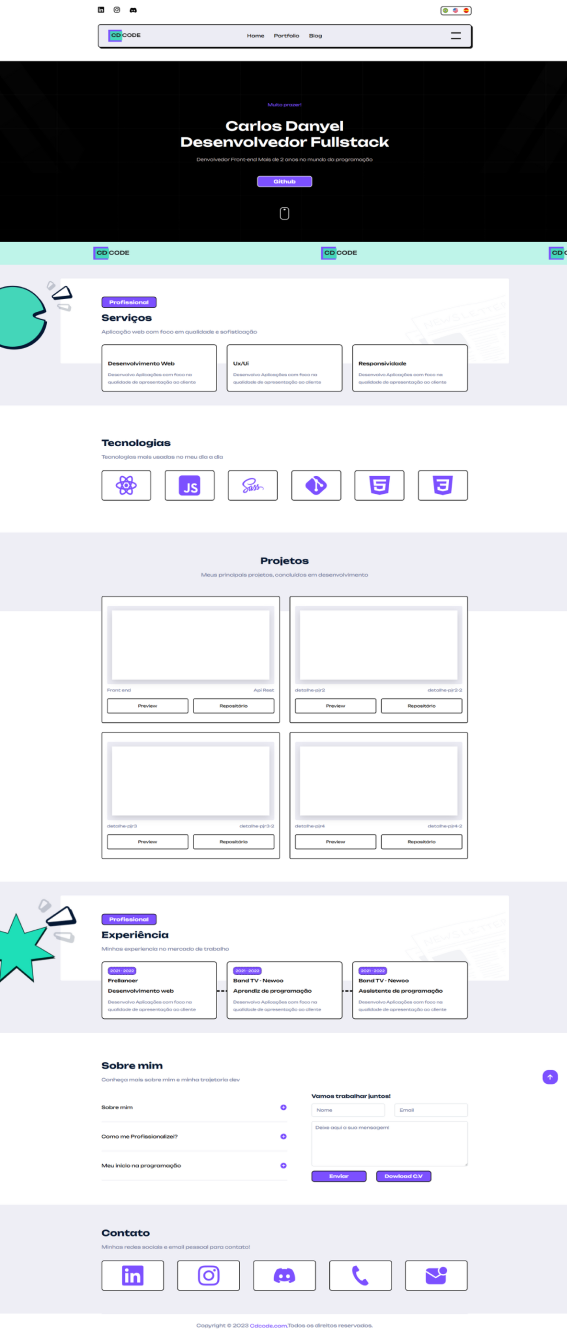 CD CODE
Home Portfolio Blog
Muito prazer!
Carlos Danyel
Desenvolvedor Fullstack
Denvolvedor Front-end Mais de 2 anos no mundo da programação
Github
CD CODE CD CODE CD C
Profissional
Serviços
Aplicação web com foco em qualidade e sofisticação
Desenvolvimento Web
Desenvolvo Aplicações com foco na
qualidade de apresentação ao cliente
Ux/Ui
Desenvolvo Aplicações com foco na
qualidade de apresentação ao cliente
Responsividade
Desenvolvo Aplicações com foco na
qualidade de apresentação ao cliente
Tecnologias
Tecnologias mais usadas no meu dia a dia
JS
Sass
Projetos
Meus principais projetos, concluídos em desenvolvimento
Front end Api Rest
Preview Repositório
detalhe-pjr2 detalhe-pjr2-2
Preview Repositório
detalhe-pjr3 detalhe-pjr3-2
Preview Repositório
detalhe-pjr4 detalhe-pjr4-2
Preview Repositório
Profissional
Experiência
Minhas experiencia no mercado de trabalho
2021 - 2022
Freelancer
Desenvolvimento web
Desenvolvo Aplicações com foco na
qualidade de apresentação ao cliente
2021 - 2022
Band TV - Newco
Aprendiz de programação
Desenvolvo Aplicações com foco na
qualidade de apresentação ao cliente
2021 - 2022
Band TV - Newco
Assistente de programação
Desenvolvo Aplicações com foco na
qualidade de apresentação ao cliente
Sobre mim
Conheça mais sobre mim e minha trajetoria dev
Sobre mim
Como me Profissionalizei?
Meu inicio na programação
Vamos trabalhar juntos!
Nome Email
Deixe aqui a sua mensagem!
Enviar Dowload C.V
Contato
Minhas redes sociais e email pessoal para contato!
in
Copyright © 2023 Cdcode.com,Todos os direitos reservados.